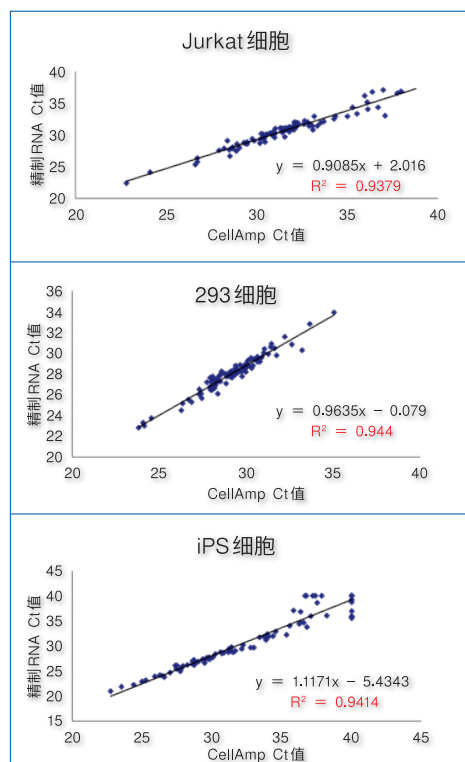 Jurkat细胞
精制RNA Ct值
40
35
30
25
20
20 25 30 35 40
y = 0.9085x + 2.016
R² = 0.9379
CellAmp Ct值
293细胞
精制RNA Ct值
36
34
32
30
28
26
24
22
20
20 25 30 35 40
y = 0.9635x − 0.079
R² = 0.944
CellAmp Ct值
iPS细胞
精制RNA Ct值
45
40
35
30
25
20
15
20 25 30 35 40 45
y = 1.1171x − 5.4343
R² = 0.9414
CellAmp Ct值